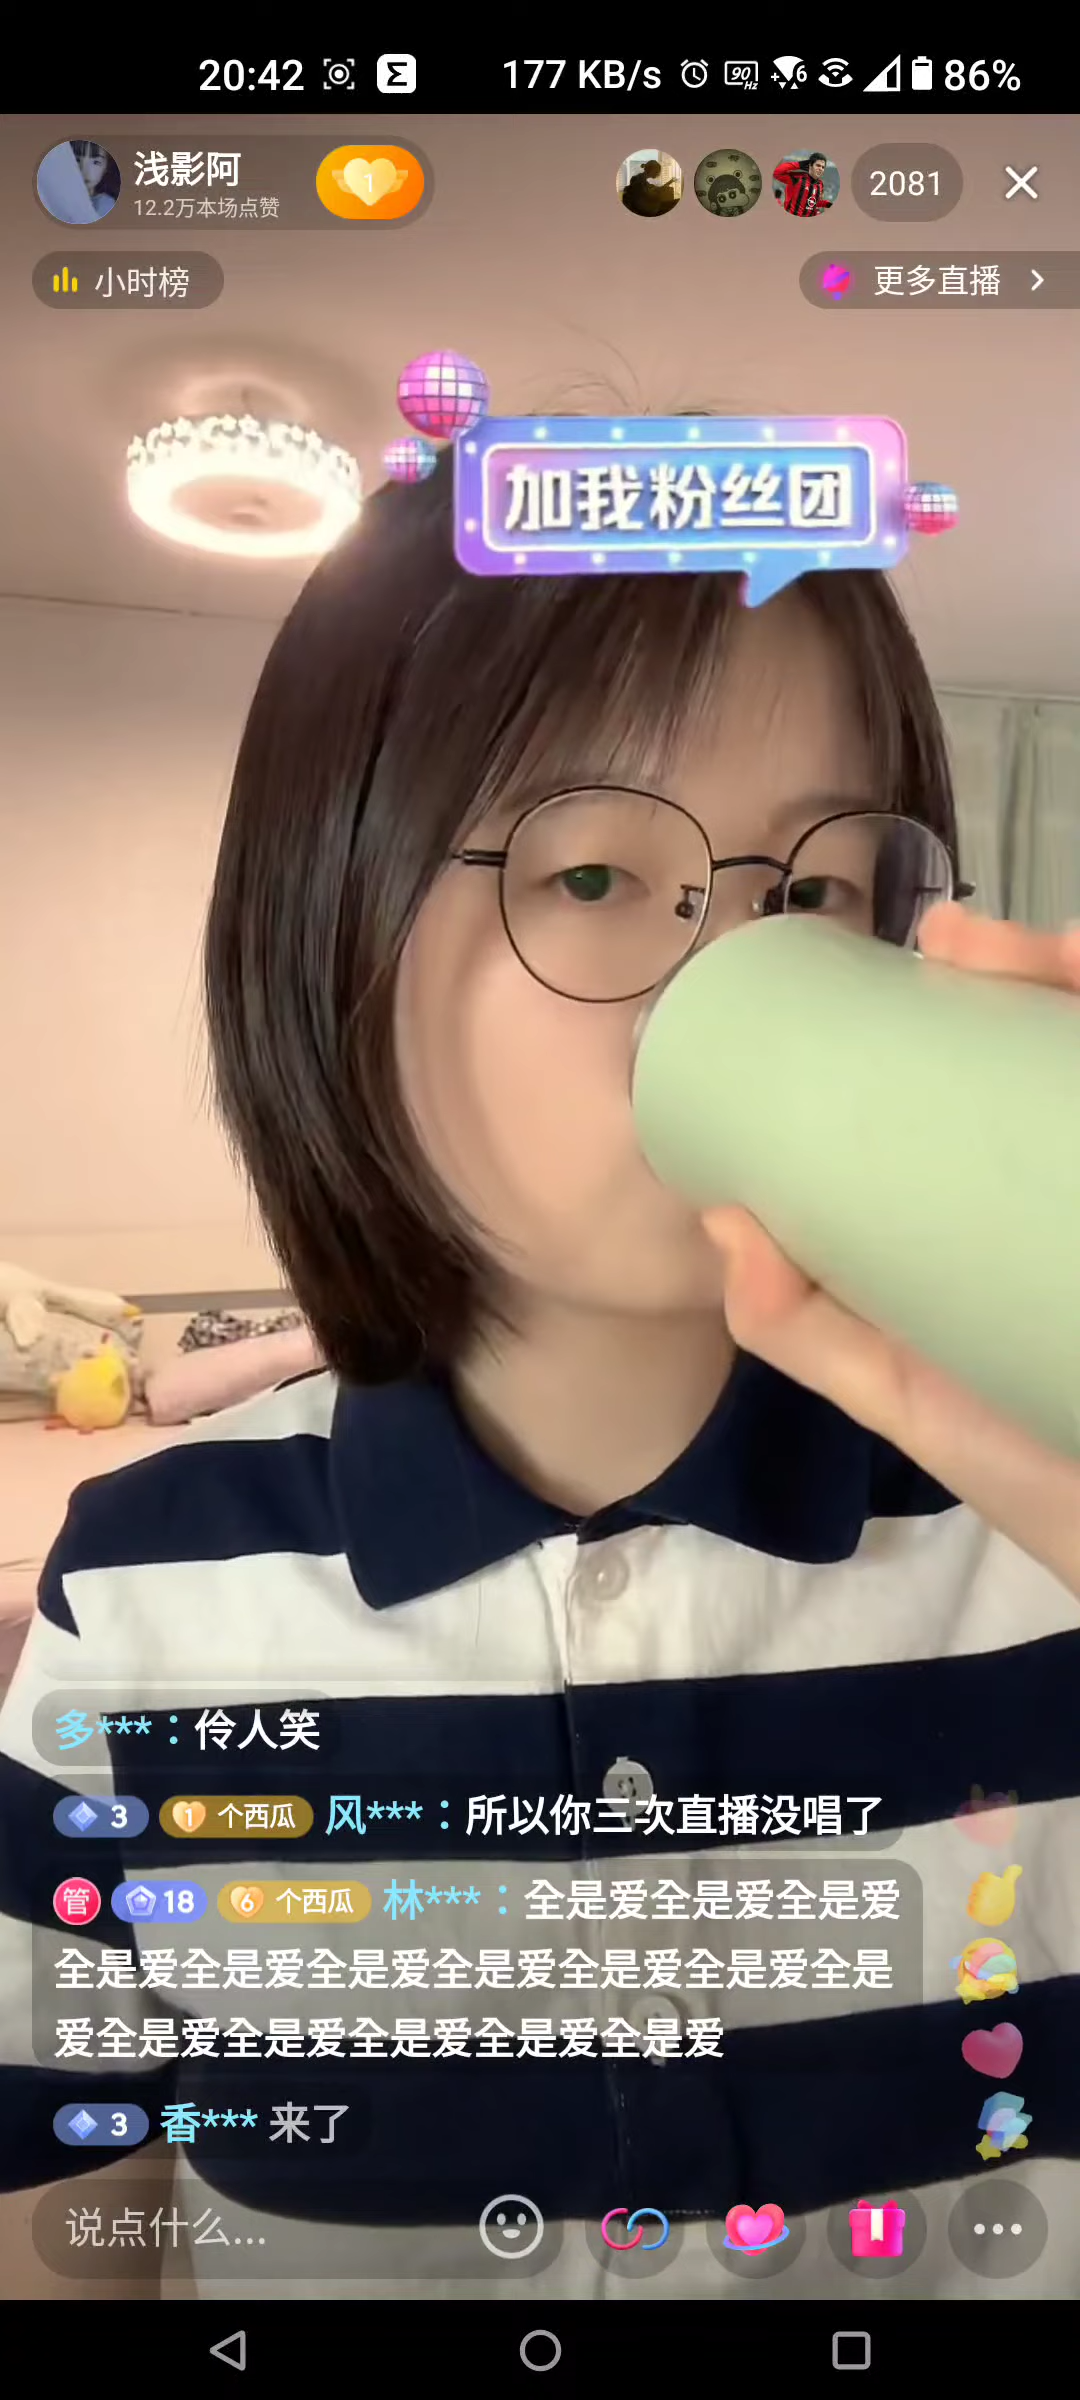 20:42 177 KB/s 90Hz 6 86%
浅影阿
12.2万本场点赞
1
2081
小时榜
更多直播
加我粉丝团
多***：伶人笑
3 1 个西瓜 风***：所以你三次直播没唱了
管 18 6 个西瓜 林***：全是爱全是爱全是爱
全是爱全是爱全是爱全是爱全是爱全是爱全是
爱全是爱全是爱全是爱全是爱全是爱
3 香*** 来了
说点什么...